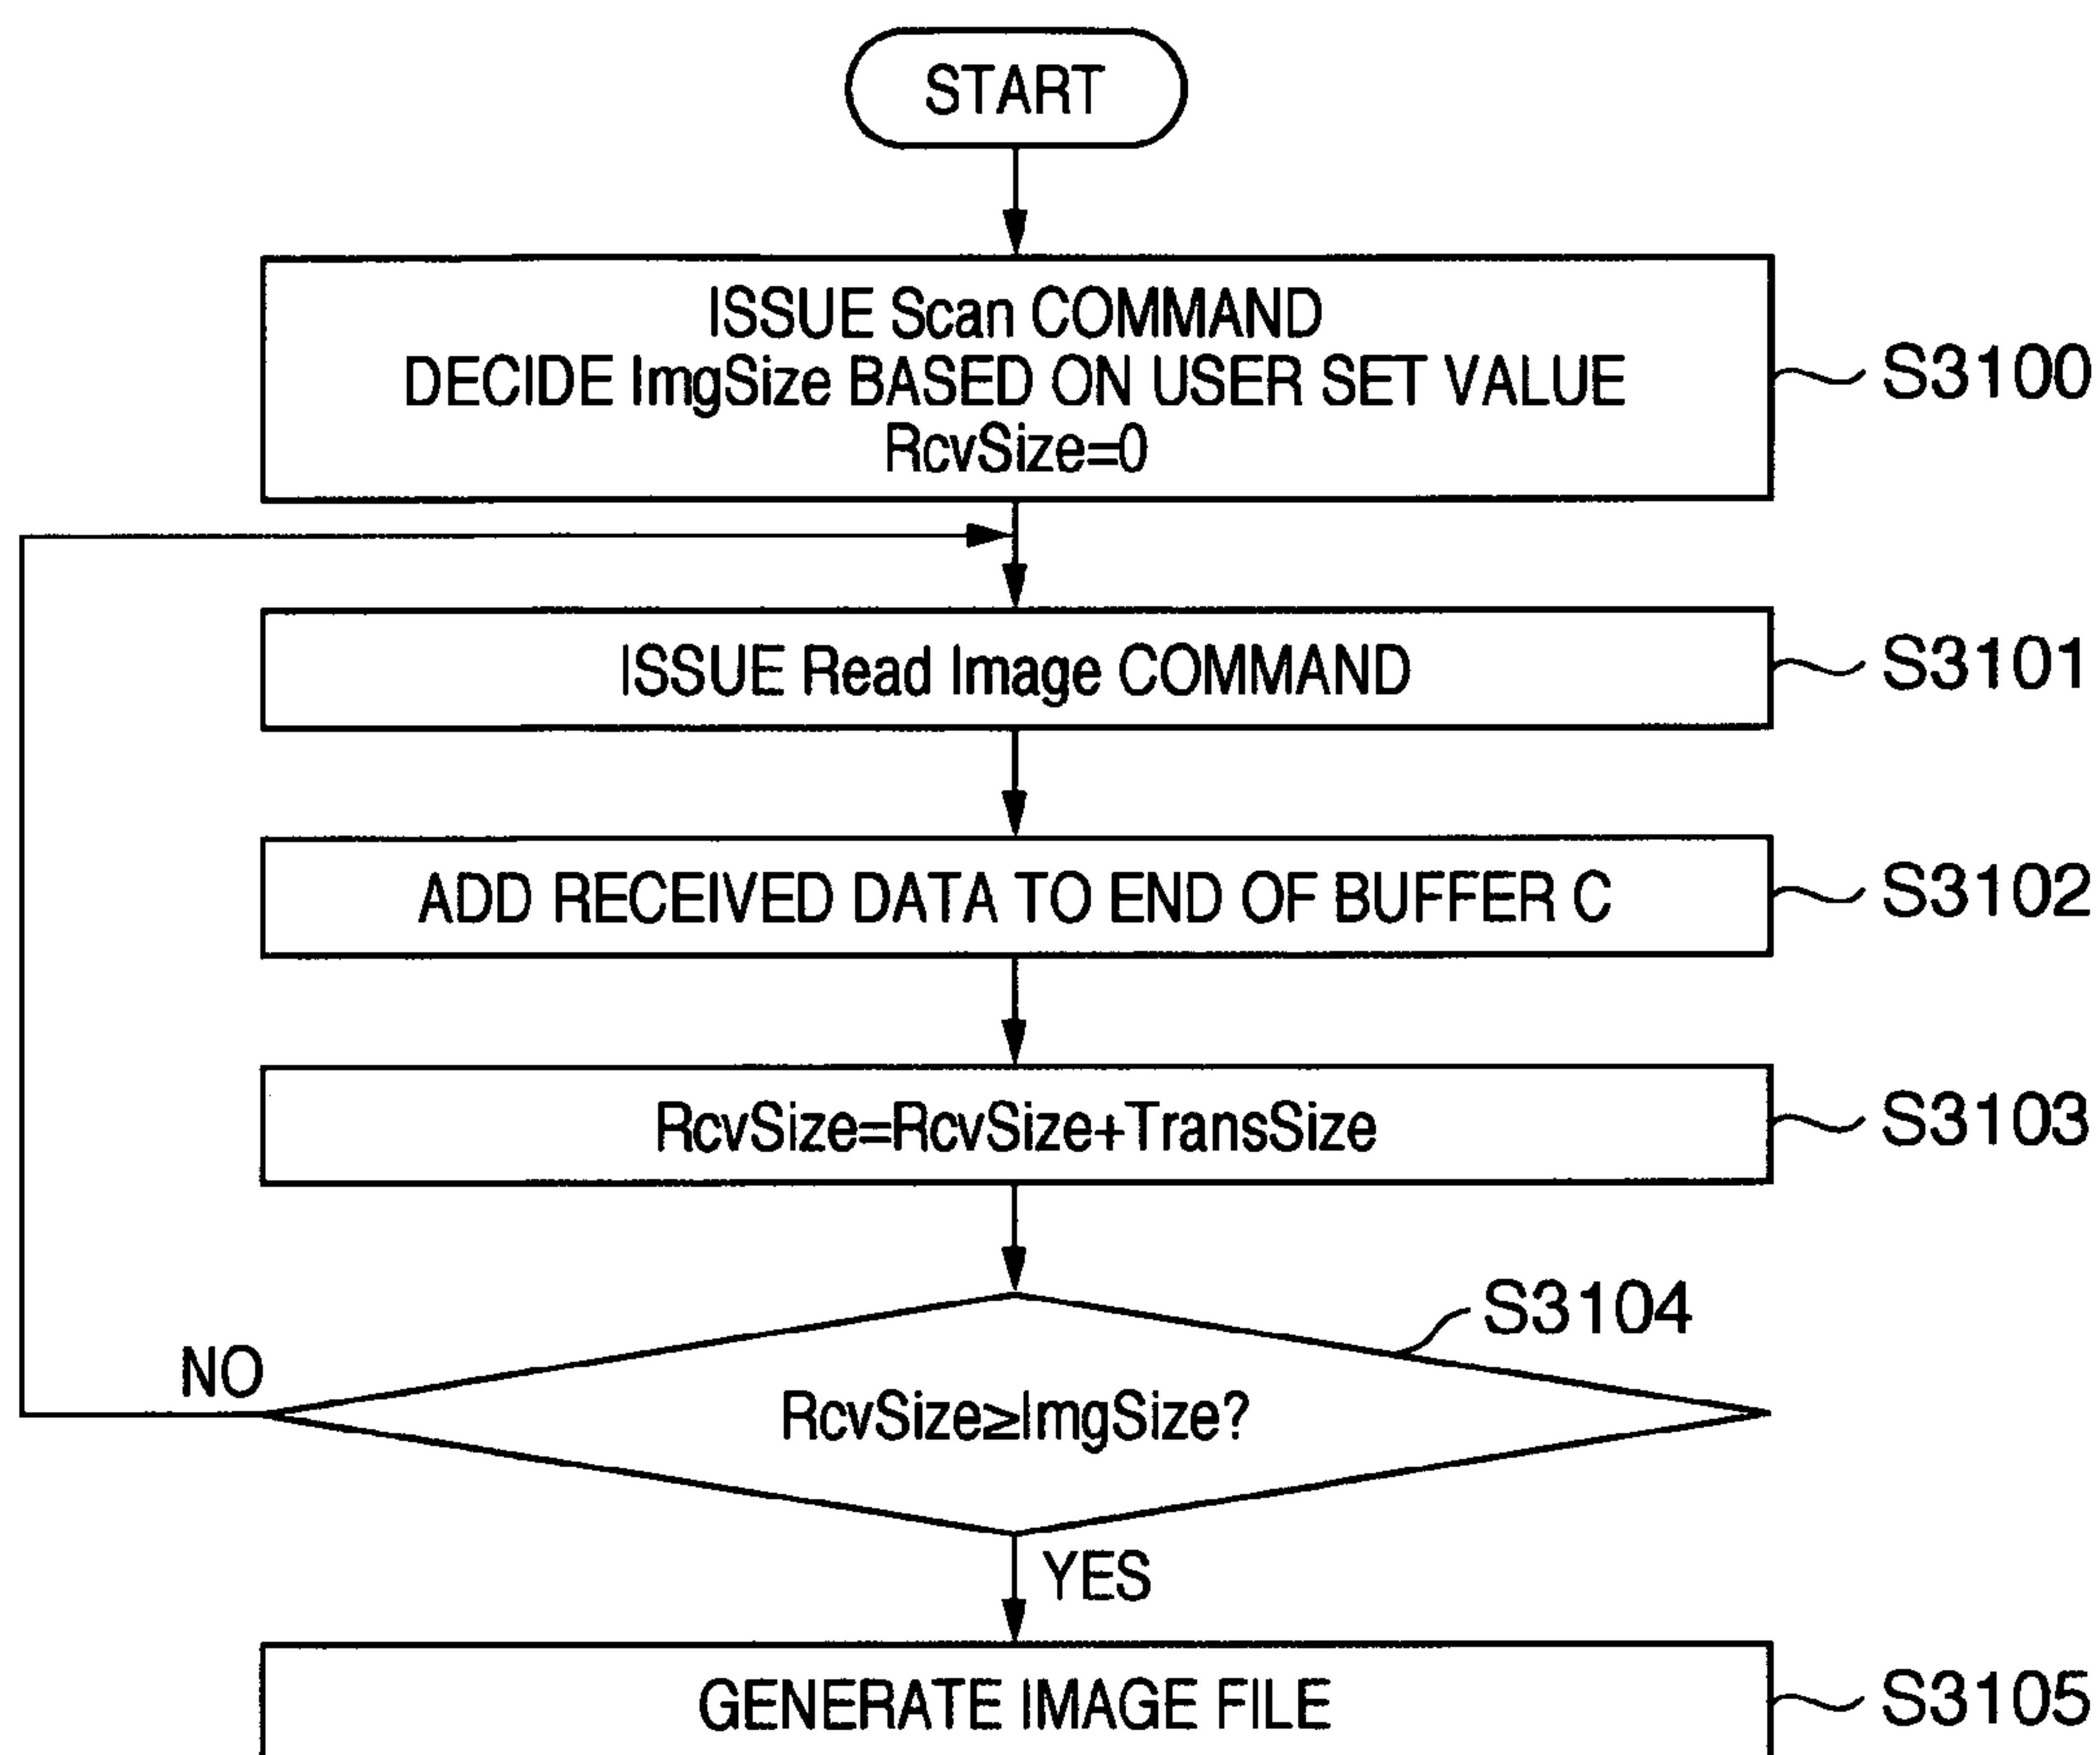 START
ISSUE Scan COMMAND
DECIDE ImgSize BASED ON USER SET VALUE
RcvSize=0
S3100
ISSUE Read Image COMMAND
S3101
ADD RECEIVED DATA TO END OF BUFFER C
S3102
RcvSize=RcvSize+TransSize
S3103
S3104
NO
RcvSize≥ImgSize?
YES
GENERATE IMAGE FILE
S3105